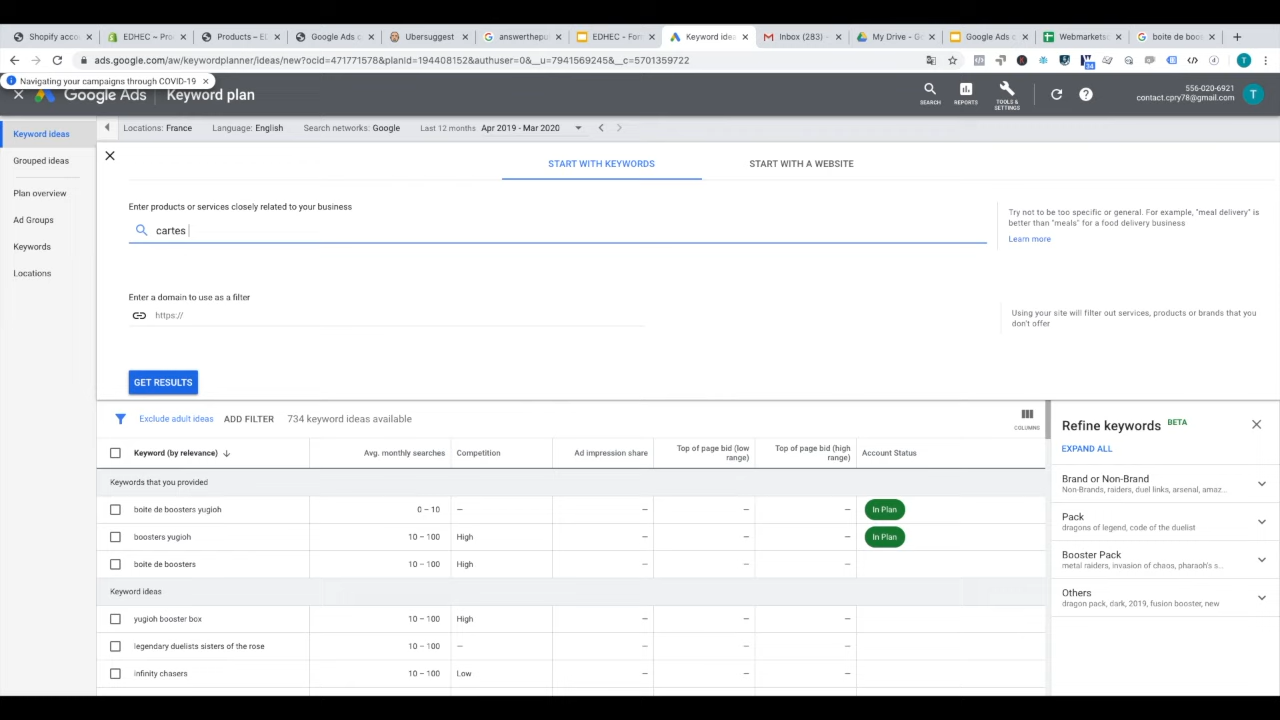 Shopify acco
EDHEC – Pro
Products – E
Google Ads c
Ubersuggest
answerthepu
EDHEC - For
Keyword idea
Inbox (283) –
My Drive - G
Google Ads c
Webmarkets
boite de boos
ads.google.com/aw/keywordplanner/ideas/new?ocid=47177578&planId=194408152&authuser=0&__u=7941569245&__c=5701359722
Navigating your campaigns through COVID-19
Google Ads
Keyword plan
SEARCH
REPORTS
TOOLS &
SETTINGS
556-020-6921
contact.cpry78@gmail.com
T
Keyword ideas
Grouped ideas
Plan overview
Ad Groups
Keywords
Locations
Locations: France
Language: English
Search networks: Google
Last 12 months
Apr 2019 - Mar 2020
START WITH KEYWORDS
START WITH A WEBSITE
Enter products or services closely related to your business
cartes
Try not to be too specific or general. For example, "meal delivery" is
better than "meals" for a food delivery business
Learn more
Enter a domain to use as a filter
https://
Using your site will filter out services, products or brands that you
don't offer
GET RESULTS
Exclude adult ideas
ADD FILTER
734 keyword ideas available
COLUMNS
Keyword (by relevance)
Avg. monthly searches
Competition
Ad impression share
Top of page bid (low
range)
Top of page bid (high
range)
Account Status
Keywords that you provided
boite de boosters yugioh 0 – 10 – – – – In Plan
boosters yugioh 10 – 100 High – – – In Plan
boite de boosters 10 – 100 High – – –
Keyword ideas
yugioh booster box 10 – 100 High – – –
legendary duelists sisters of the rose 10 – 100 – – – –
infinity chasers 10 – 100 Low – – –
Refine keywords BETA
EXPAND ALL
Brand or Non-Brand
Non-Brands, raiders, duel links, arsenal, amaz...
Pack
dragons of legend, code of the duelist
Booster Pack
metal raiders, invasion of chaos, pharaoh's s...
Others
dragon pack, dark, 2019, fusion booster, new